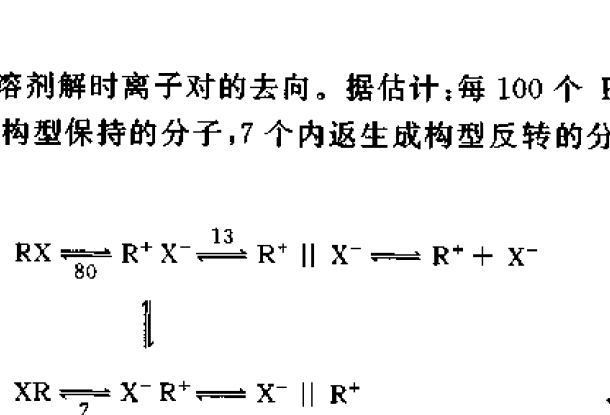 溶剂解时离子对的去向。据估计:每 100 个
构型保持的分子,7 个内返生成构型反转的分
RX ⇌ R⁺ X⁻ ⇌ R⁺ || X⁻ ⇌ R⁺ + X⁻
80 13
⇌
XR ⇌ X⁻ R⁺ ⇌ X⁻ || R⁺
7